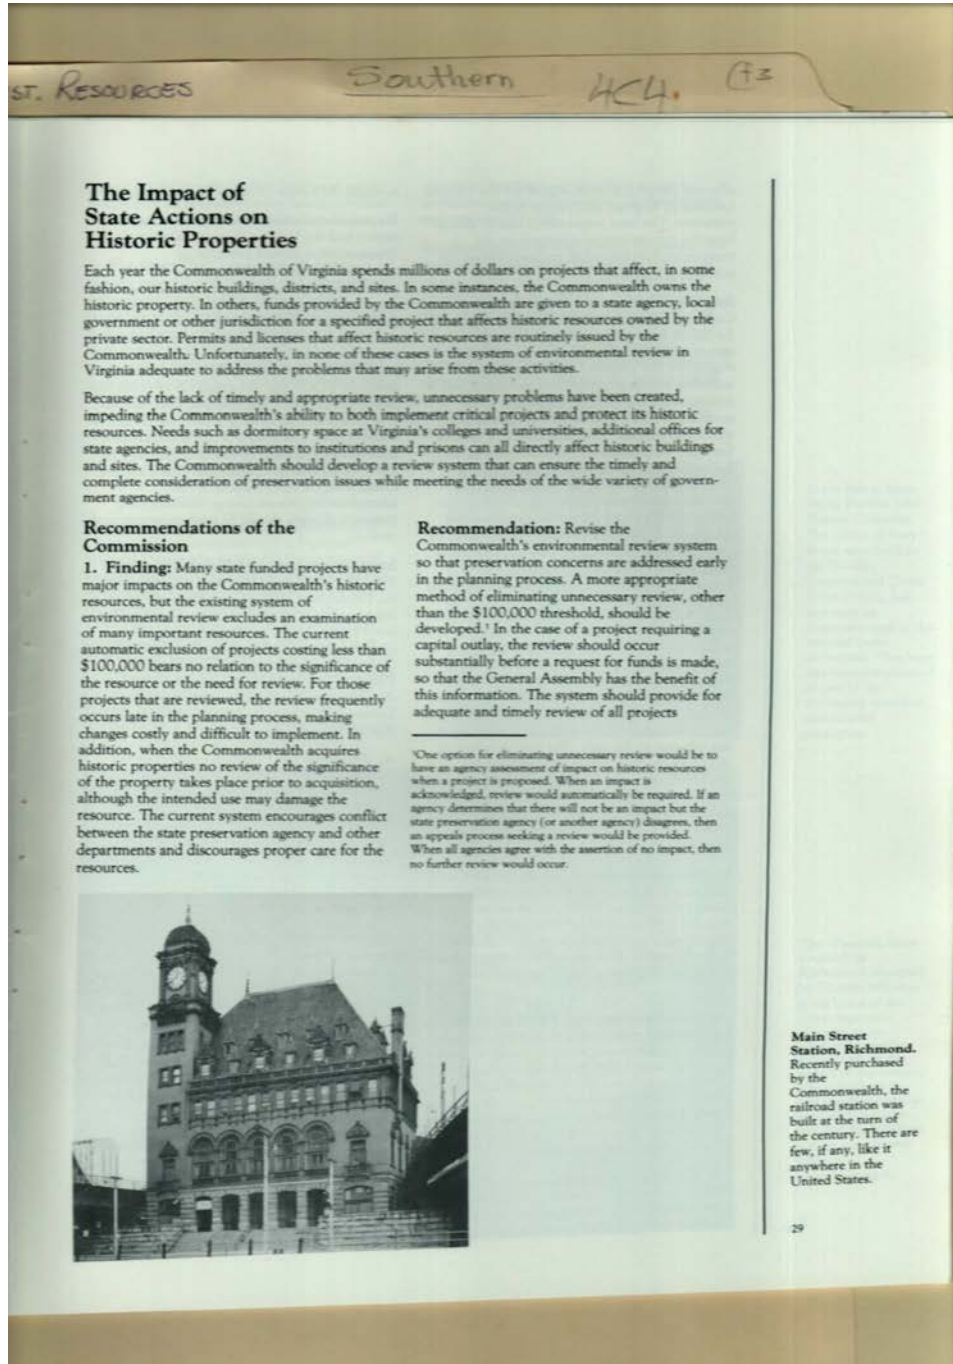 ST. RESOURCES
Southern
4C4.
The Impact of
State Actions on
Historic Properties
Each year the Commonwealth of Virginia spends millions of dollars on projects that affect, in some
fashion, our historic buildings, districts, and sites. In some instances, the Commonwealth owns the
historic property. In others, funds provided by the Commonwealth are given to a state agency, local
government or other jurisdiction for a specified project that affects historic resources owned by the
private sector. Permits and licenses that affect historic resources are routinely issued by the
Commonwealth. Unfortunately, in none of these cases is the system of environmental review in
Virginia adequate to address the problems that may arise from these activities.
Because of the lack of timely and appropriate review, unnecessary problems have been created,
impeding the Commonwealth's ability to both implement critical projects and protect its historic
resources. Needs such as dormitory space at Virginia's colleges and universities, additional offices for
state agencies, and improvements to institutions and prisons can all directly affect historic buildings
and sites. The Commonwealth should develop a review system that can ensure the timely and
complete consideration of preservation issues while meeting the needs of the wide variety of govern-
ment agencies.
Recommendations of the
Commission
1. Finding: Many state funded projects have
major impacts on the Commonwealth's historic
resources, but the existing system of
environmental review excludes an examination
of many important resources. The current
automatic exclusion of projects costing less than
$100,000 bears no relation to the significance of
the resource or the need for review. For those
projects that are reviewed, the review frequently
occurs late in the planning process, making
changes costly and difficult to implement. In
addition, when the Commonwealth acquires
historic properties no review of the significance
of the property takes place prior to acquisition,
although the intended use may damage the
resource. The current system encourages conflict
between the state preservation agency and other
departments and discourages proper care for the
resources.
Recommendation: Revise the
Commonwealth's environmental review system
so that preservation concerns are addressed early
in the planning process. A more appropriate
method of eliminating unnecessary review, other
than the $100,000 threshold, should be
developed.¹ In the case of a project requiring a
capital outlay, the review should occur
substantially before a request for funds is made,
so that the General Assembly has the benefit of
this information. The system should provide for
adequate and timely review of all projects
¹One option for eliminating unnecessary review would be to
have an agency assessment of impact on historic resources
when a project is proposed. When an impact is
acknowledged, review would automatically be required. If an
agency determines that there will not be an impact but the
state preservation agency (or another agency) disagrees, then
an appeals process seeking a review would be provided.
When all agencies agree with the assertion of no impact, then
no further review would occur.
Main Street
Station, Richmond.
Recently purchased
by the
Commonwealth, the
railroad station was
built at the turn of
the century. There are
few, if any, like it
anywhere in the
United States.
29